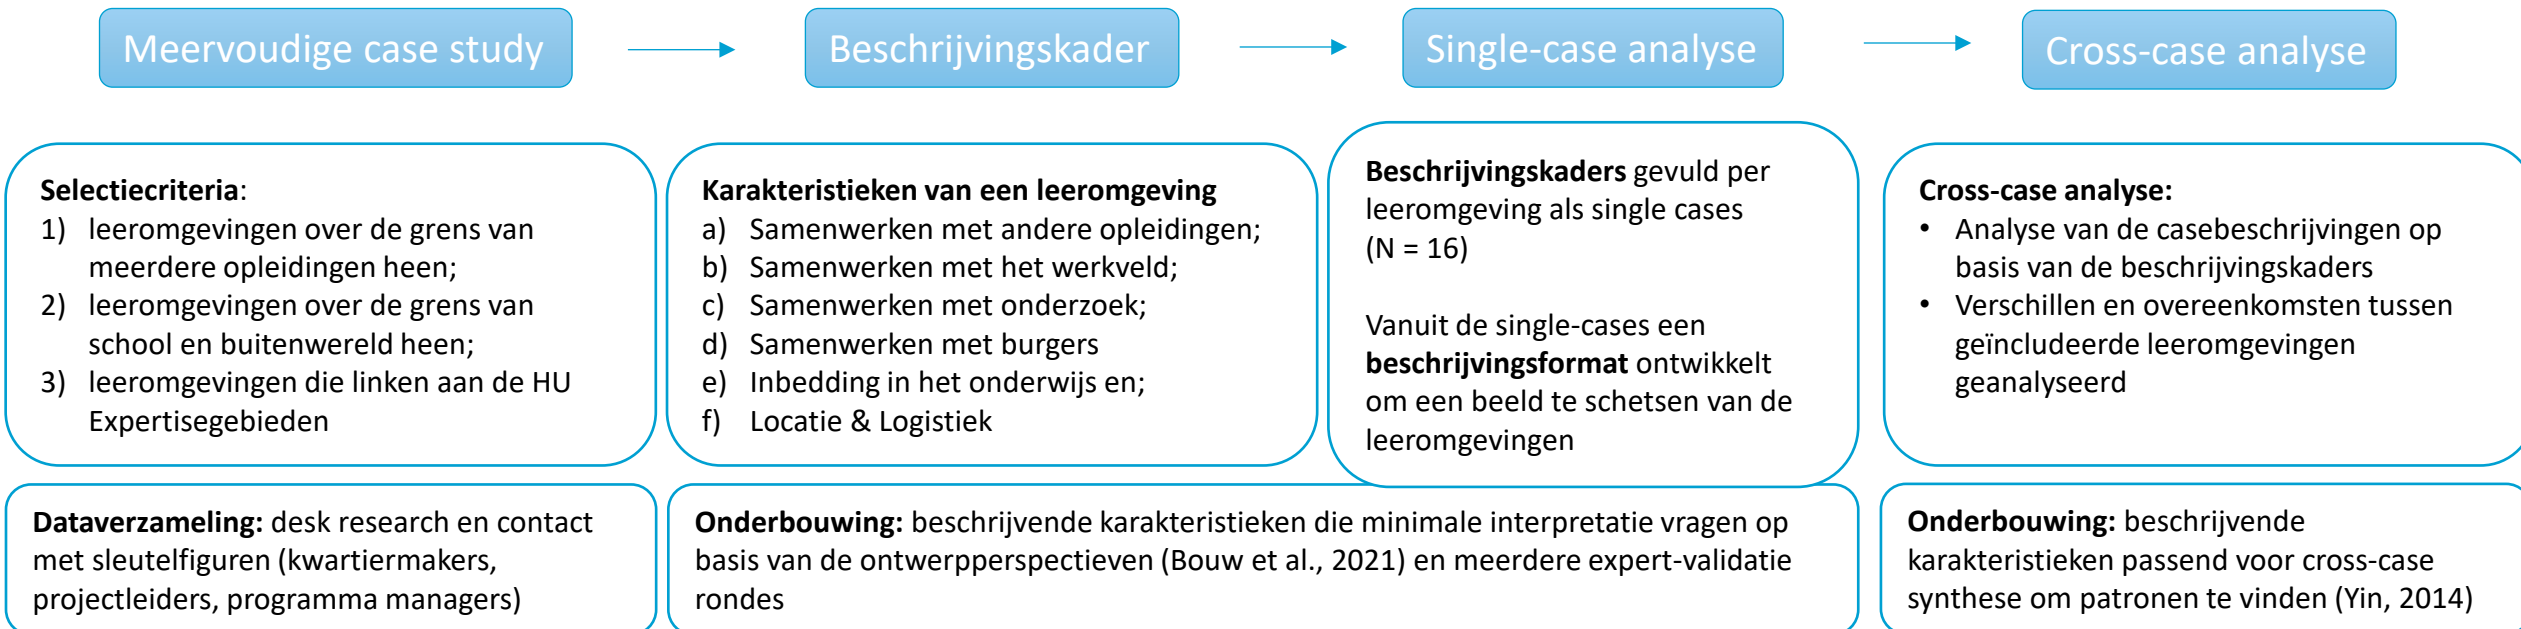 Meervoudige case study
Beschrijvingskader
Single-case analyse
Cross-case analyse
Selectiecriteria:
1) leeromgevingen over de grens van
meerdere opleidingen heen;
2) leeromgevingen over de grens van
school en buitenwereld heen;
3) leeromgevingen die linken aan de HU
Expertisegebieden
Karakteristieken van een leeromgeving
a) Samenwerken met andere opleidingen;
b) Samenwerken met het werkveld;
c) Samenwerken met onderzoek;
d) Samenwerken met burgers
e) Inbedding in het onderwijs en;
f) Locatie & Logistiek
Beschrijvingskaders gevuld per
leeromgeving als single cases
(N = 16)
Vanuit de single-cases een
beschrijvingsformat ontwikkelt
om een beeld te schetsen van de
leeromgevingen
Cross-case analyse:
• Analyse van de casebeschrijvingen op
basis van de beschrijvingskaders
• Verschillen en overeenkomsten tussen
geïncludeerde leeromgevingen
geanalyseerd
Dataverzameling: desk research en contact
met sleutelfiguren (kwartiermakers,
projectleiders, programma managers)
Onderbouwing: beschrijvende karakteristieken die minimale interpretatie vragen op
basis van de ontwerpperspectieven (Bouw et al., 2021) en meerdere expert-validatie
rondes
Onderbouwing: beschrijvende
karakteristieken passend voor cross-case
synthese om patronen te vinden (Yin, 2014)